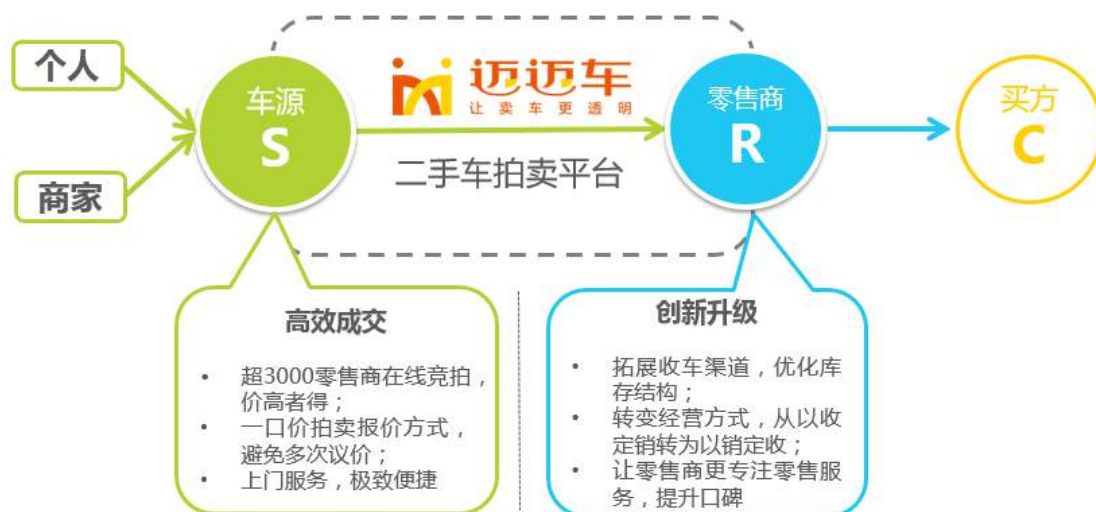 个人
商家
车源
S
迈迈车
让卖车更透明
二手车拍卖平台
零售商
R
买方
C
高效成交
• 超3000零售商在线竞拍，
价高者得；
• 一口价拍卖报价方式，
避免多次议价；
• 上门服务，极致便捷
创新升级
• 拓展收车渠道，优化库
存结构；
• 转变经营方式，从以收
定销转为以销定收；
• 让零售商更专注零售服
务，提升口碑